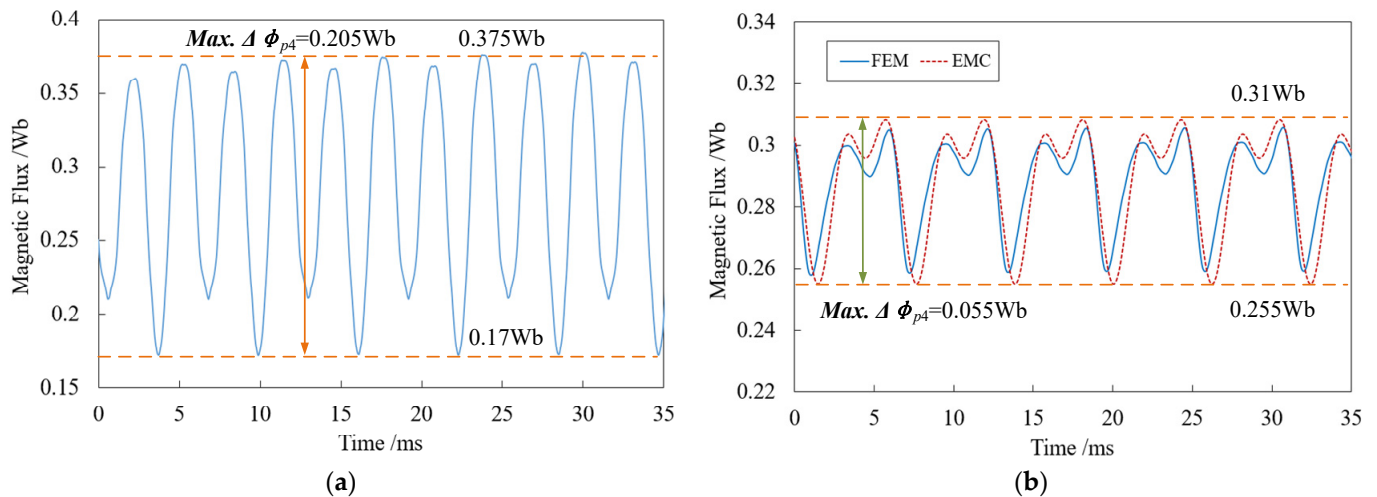 0.4
Max. Δ ϕp4=0.205Wb
0.375Wb
0.35
0.3
0.25
0.2
0.15
0.17Wb
Magnetic Flux /Wb
0 5 10 15 20 25 30 35
Time /ms
(a)
0.34
0.32
0.3
0.28
0.26
0.24
0.22
FEM EMC
0.31Wb
Max. Δ ϕp4=0.055Wb
0.255Wb
Magnetic Flux /Wb
0 5 10 15 20 25 30 35
Time /ms
(b)